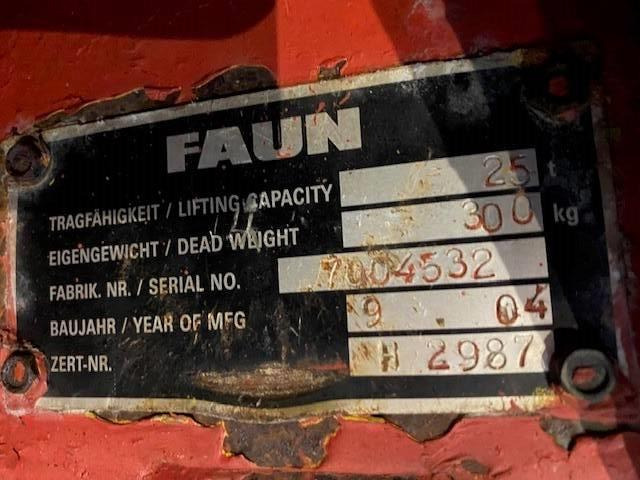 FAUN
TRAGFÄHIGKEIT / LIFTING CAPACITY 25 t
EIGENGEWICHT / DEAD WEIGHT 300 kg
FABRIK. NR. / SERIAL NO. 7004532
BAUJAHR / YEAR OF MFG 9 04
ZERT-NR. H 2987